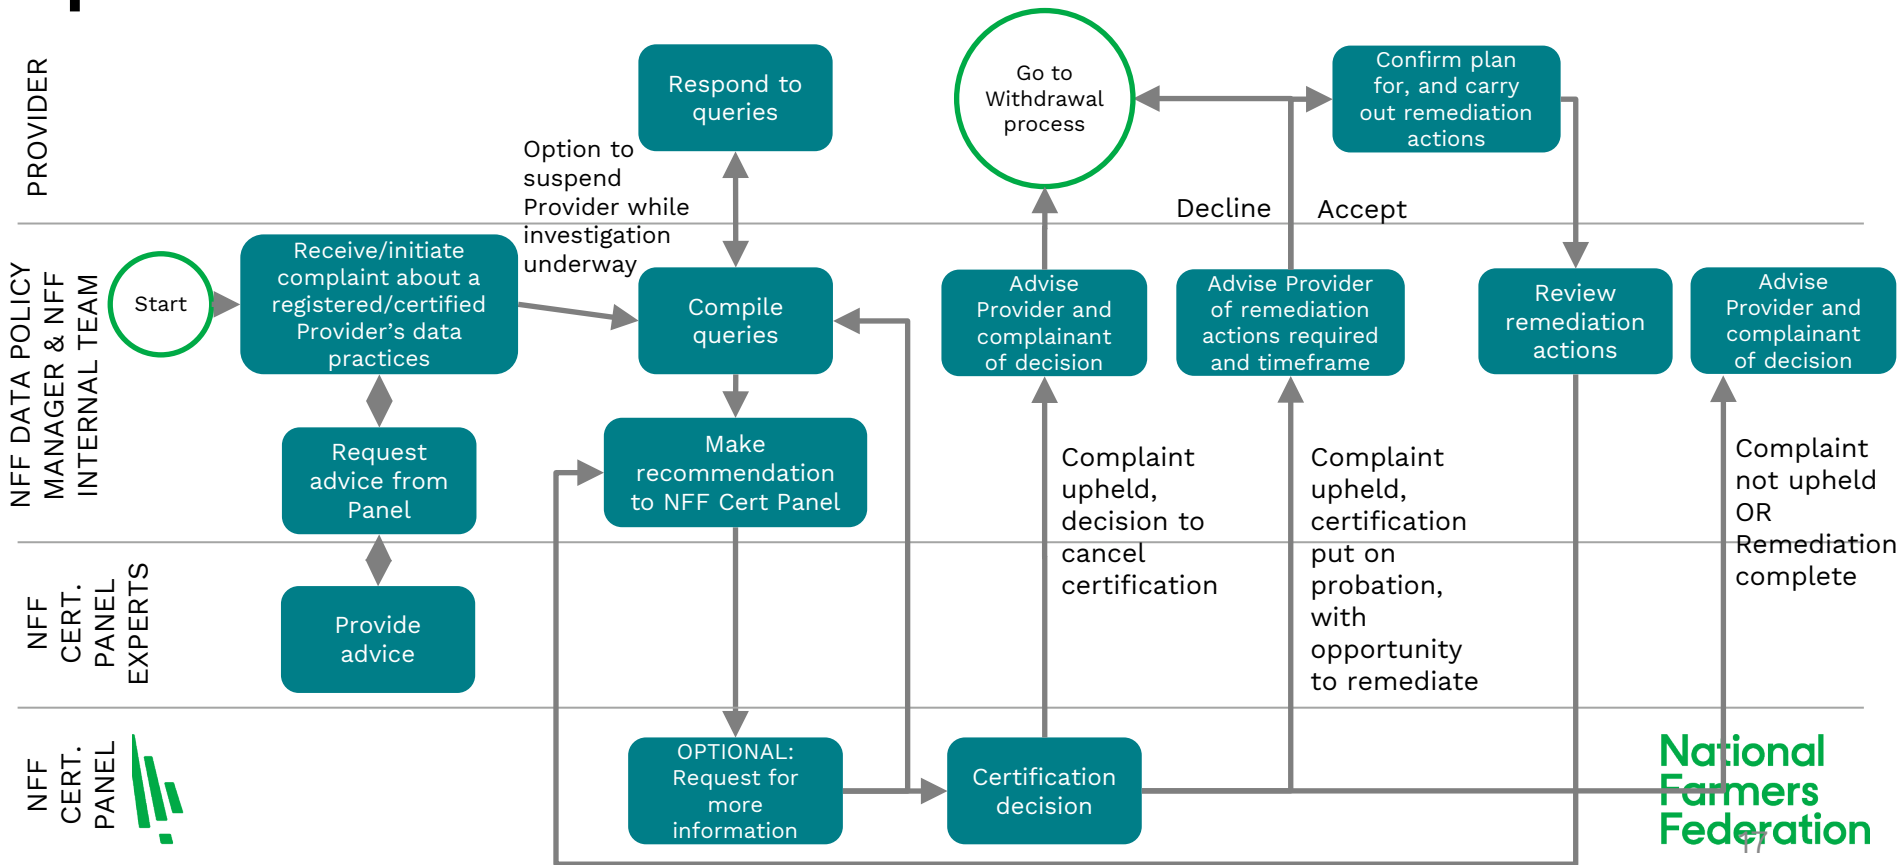 PROVIDER
Respond to
queries
Go to
Withdrawal
process
Confirm plan
for, and carry
out remediation
actions
Option to
suspend
Provider while
investigation
underway
Decline
Accept
NFF DATA POLICY
MANAGER & NFF
INTERNAL TEAM
Start
Receive/initiate
complaint about a
registered/certified
Provider’s data
practices
Compile
queries
Advise
Provider and
complainant
of decision
Advise Provider
of remediation
actions required
and timeframe
Review
remediation
actions
Advise
Provider and
complainant
of decision
Request
advice from
Panel
Make
recommendation
to NFF Cert Panel
Complaint
upheld,
decision to
cancel
certification
Complaint
upheld,
certification
put on
probation,
with
opportunity
to remediate
Complaint
not upheld
OR
Remediation
complete
NFF
CERT.
PANEL
EXPERTS
Provide
advice
NFF
CERT.
PANEL
OPTIONAL:
Request for
more
information
Certification
decision
National
Farmers
Federation
17